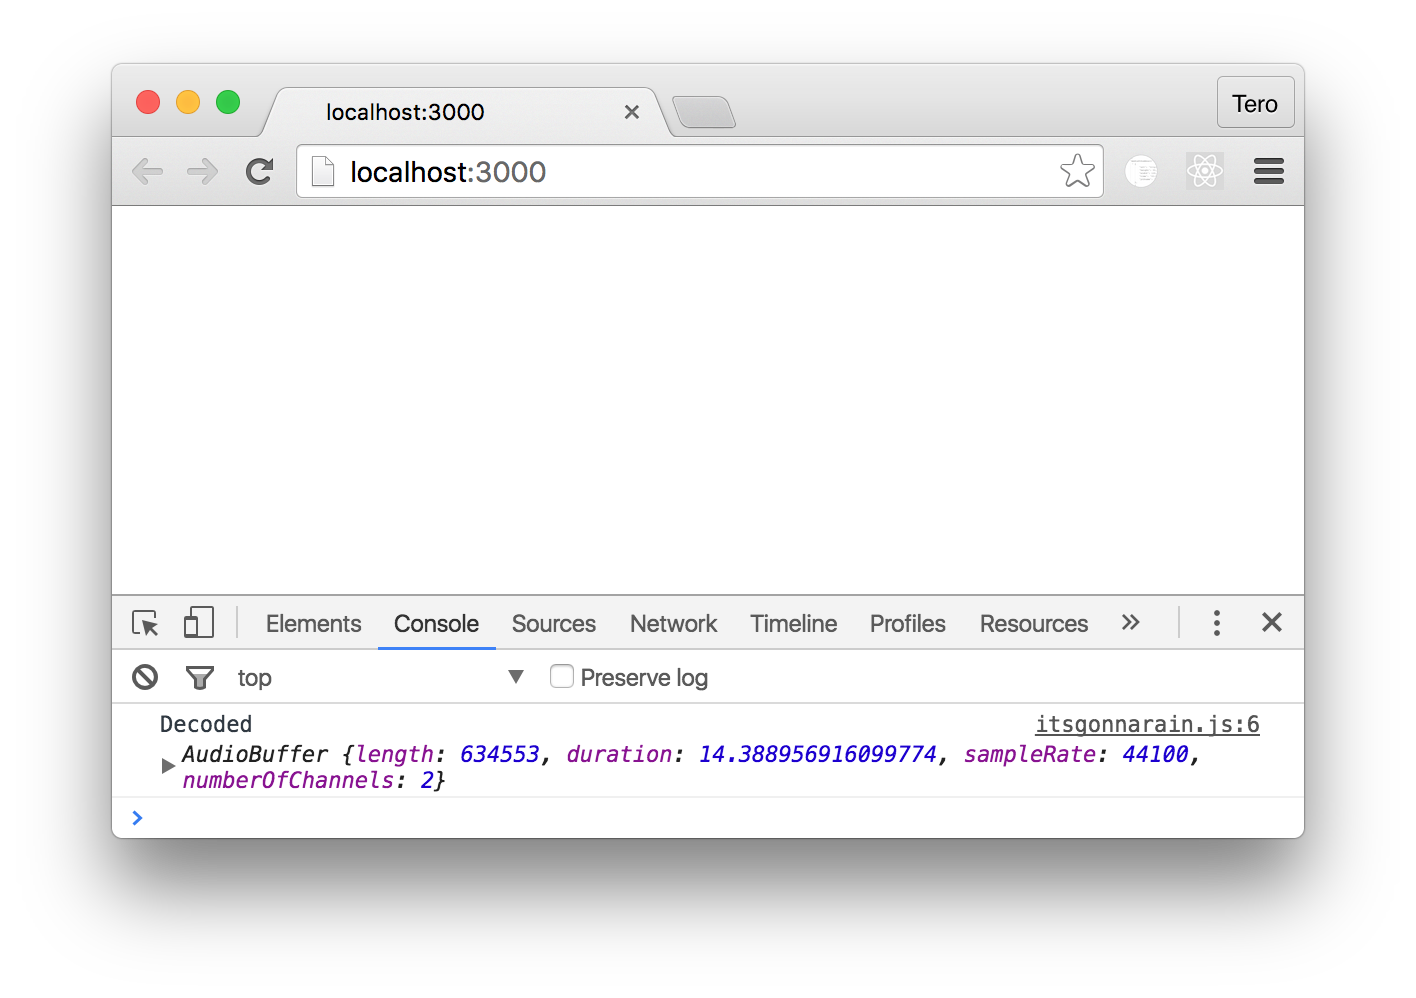 localhost:3000
Tero
localhost:3000
Elements Console Sources Network Timeline Profiles Resources »
top Preserve log
Decoded itsgonnarain.js:6
AudioBuffer {length: 634553, duration: 14.388956916099774, sampleRate: 44100,
numberOfChannels: 2}